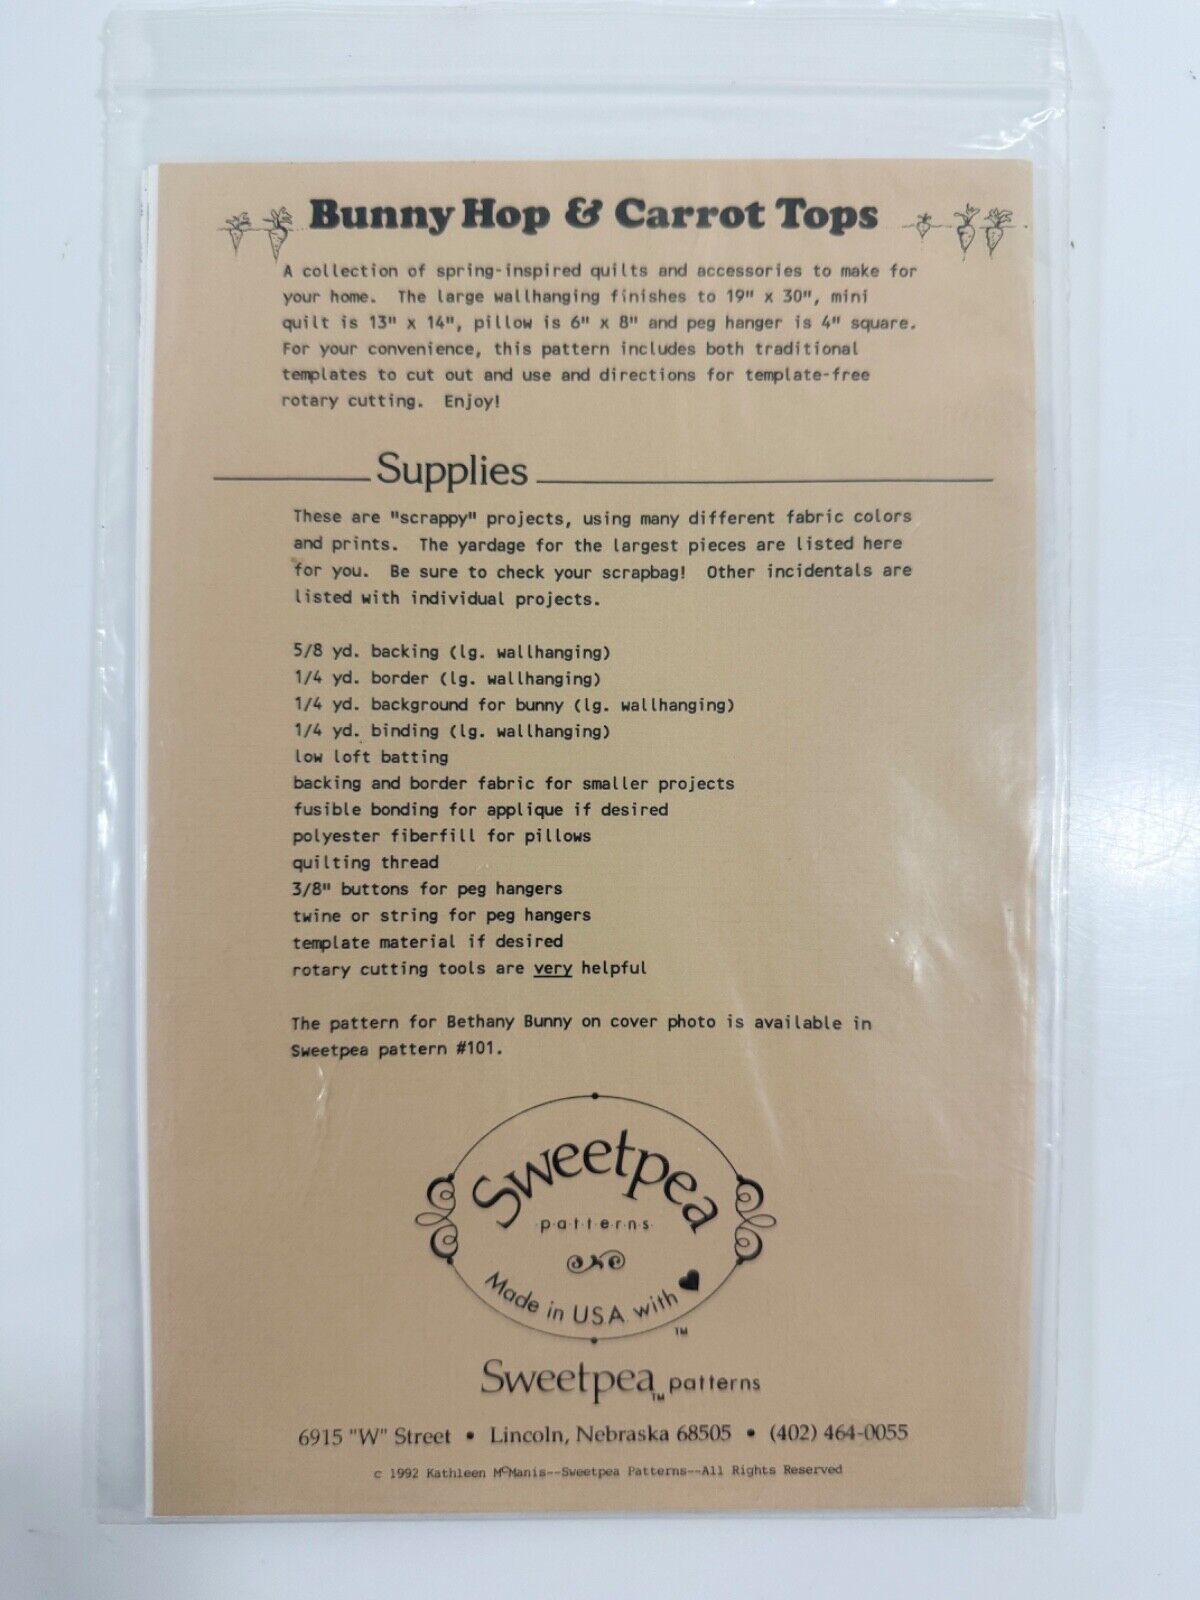 Bunny Hop & Carrot Tops
A collection of spring-inspired quilts and accessories to make for
your home. The large wallhanging finishes to 19" x 30", mini
quilt is 13" x 14", pillow is 6" x 8" and peg hanger is 4" square.
For your convenience, this pattern includes both traditional
templates to cut out and use and directions for template-free
rotary cutting. Enjoy!
Supplies
These are "scrappy" projects, using many different fabric colors
and prints. The yardage for the largest pieces are listed here
for you. Be sure to check your scrapbag! Other incidentals are
listed with individual projects.
5/8 yd. backing (lg. wallhanging)
1/4 yd. border (lg. wallhanging)
1/4 yd. background for bunny (lg. wallhanging)
1/4 yd. binding (lg. wallhanging)
low loft batting
backing and border fabric for smaller projects
fusible bonding for applique if desired
polyester fiberfill for pillows
quilting thread
3/8" buttons for peg hangers
twine or string for peg hangers
template material if desired
rotary cutting tools are very helpful
The pattern for Bethany Bunny on cover photo is available in
Sweetpea pattern #101.
Sweetpea
·p·a·t·t·e·r·n·s·
Made in USA with ♥
TM
Sweetpea TM patterns
6915 "W" Street • Lincoln, Nebraska 68505 • (402) 464-0055
c 1992 Kathleen McManis--Sweetpea Patterns--All Rights Reserved